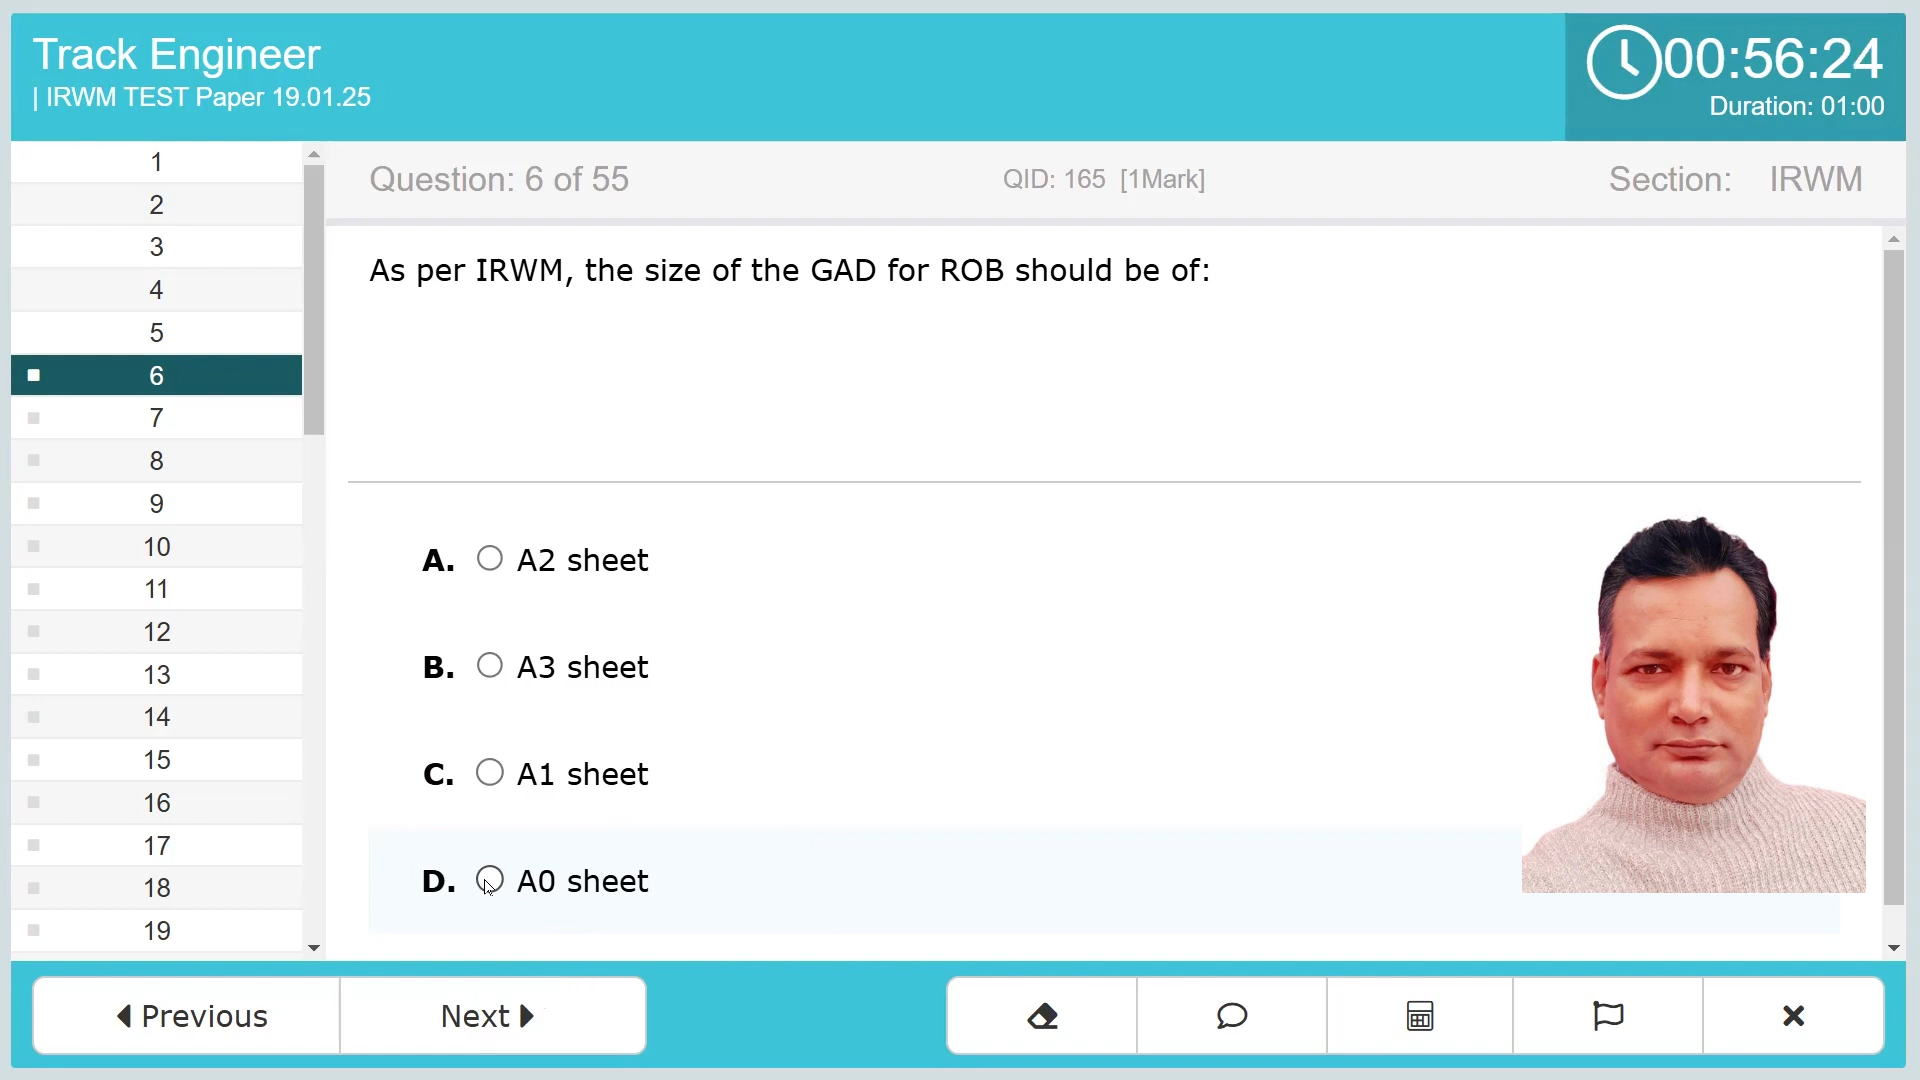 Track Engineer
| IRWM TEST Paper 19.01.25
00:56:24
Duration: 01:00
1
2
3
4
5
6
7
8
9
10
11
12
13
14
15
16
17
18
19
Question: 6 of 55
QID: 165 [1Mark]
Section: IRWM
As per IRWM, the size of the GAD for ROB should be of:
A. A2 sheet
B. A3 sheet
C. A1 sheet
D. A0 sheet
Previous
Next